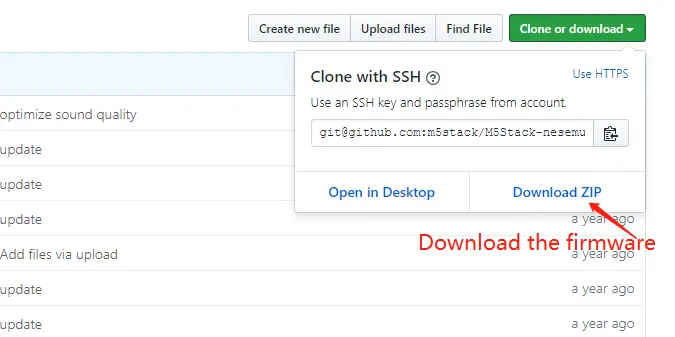 Create new file Upload files Find File Clone or download
Clone with SSH Use HTTPS
Use an SSH key and passphrase from account.
git@github.com:m5stack/M5Stack-nesemu
Open in Desktop Download ZIP
Download the firmware
optimize sound quality
update
update
update a year ago
Add files via upload a year ago
update a year ago
update a year ago